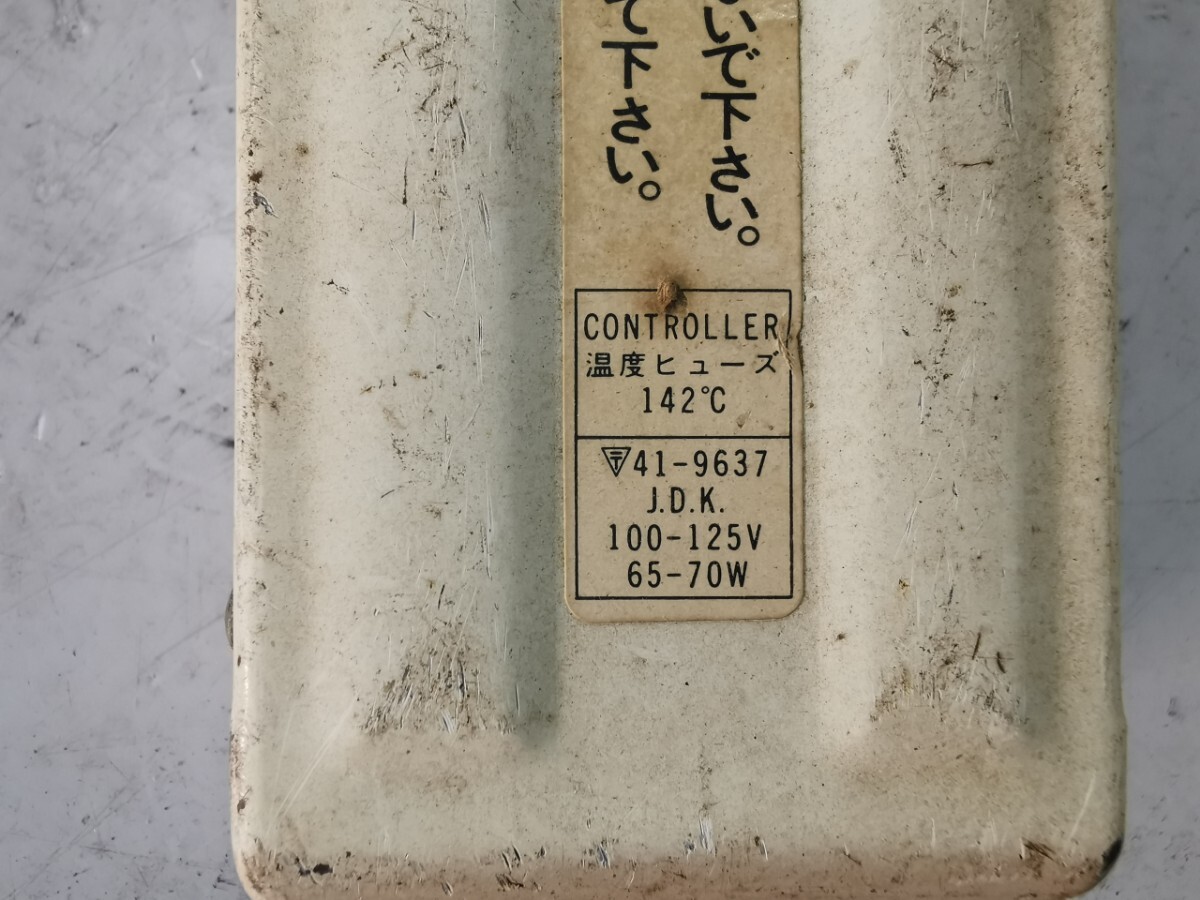 いで下さい。
て下さい。
CONTROLLER
温度ヒューズ
142℃
〒41-9637
J.D.K.
100-125V
65-70W